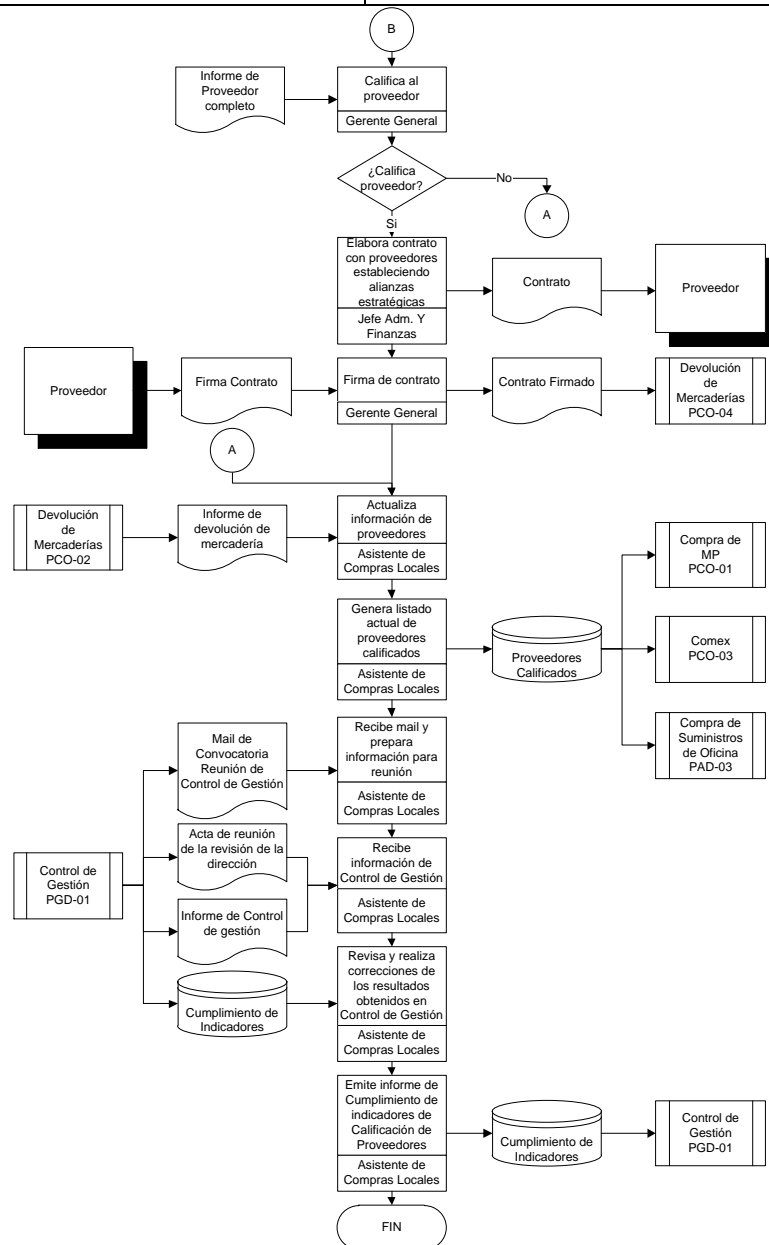 B
Informe de
Proveedor
completo
Califica al
proveedor
Gerente General
¿Califica
proveedor?
No
A
Si
Elabora contrato
con proveedores
estableciendo
alianzas
estratégicas
Jefe Adm. Y
Finanzas
Contrato
Proveedor
Proveedor
Firma Contrato
Firma de contrato
Gerente General
Contrato Firmado
Devolución
de
Mercaderías
PCO-04
A
Devolución
de
Mercaderías
PCO-02
Informe de
devolución de
mercadería
Actualiza
información de
proveedores
Asistente de
Compras Locales
Genera listado
actual de
proveedores
calificados
Asistente de
Compras Locales
Proveedores
Calificados
Compra de
MP
PCO-01
Comex
PCO-03
Compra de
Suministros
de Oficina
PAD-03
Mail de
Convocatoria
Reunión de
Control de Gestión
Recibe mail y
prepara
información para
reunión
Asistente de
Compras Locales
Control de
Gestión
PGD-01
Acta de reunión
de la revisión de la
dirección
Informe de Control
de gestión
Recibe
información de
Control de Gestión
Asistente de
Compras Locales
Cumplimiento de
Indicadores
Revisa y realiza
correcciones de
los resultados
obtenidos en
Control de Gestión
Asistente de
Compras Locales
Emite informe de
Cumplimiento de
indicadores de
Calificación de
Proveedores
Asistente de
Compras Locales
Cumplimiento de
Indicadores
Control de
Gestión
PGD-01
FIN